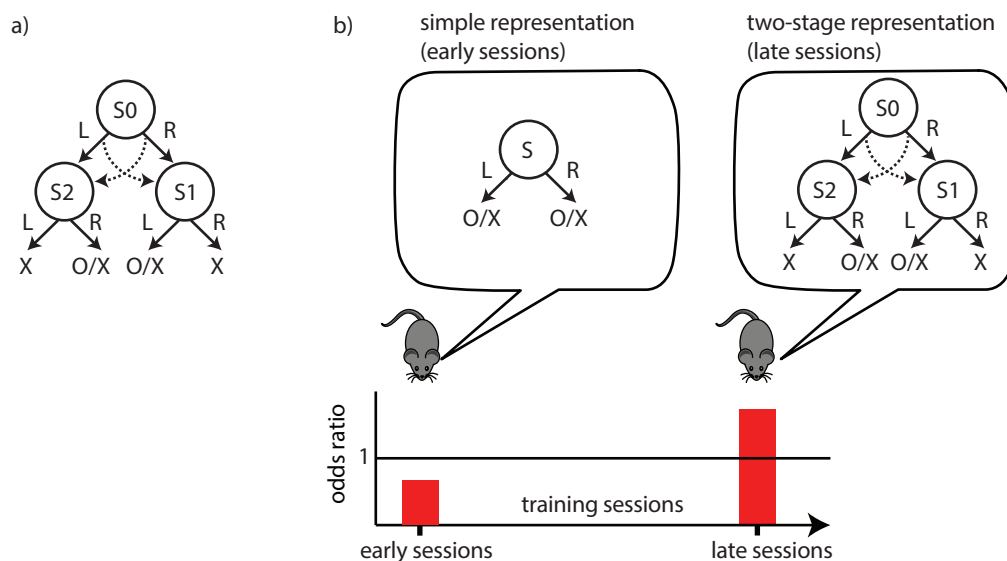 a)
S0
L R
S2 S1
L R L R
X O/X O/X X
b)
simple representation
(early sessions)
S
L R
O/X O/X
two-stage representation
(late sessions)
S0
L R
S2 S1
L R L R
X O/X O/X X
odds ratio
1
training sessions
early sessions
late sessions